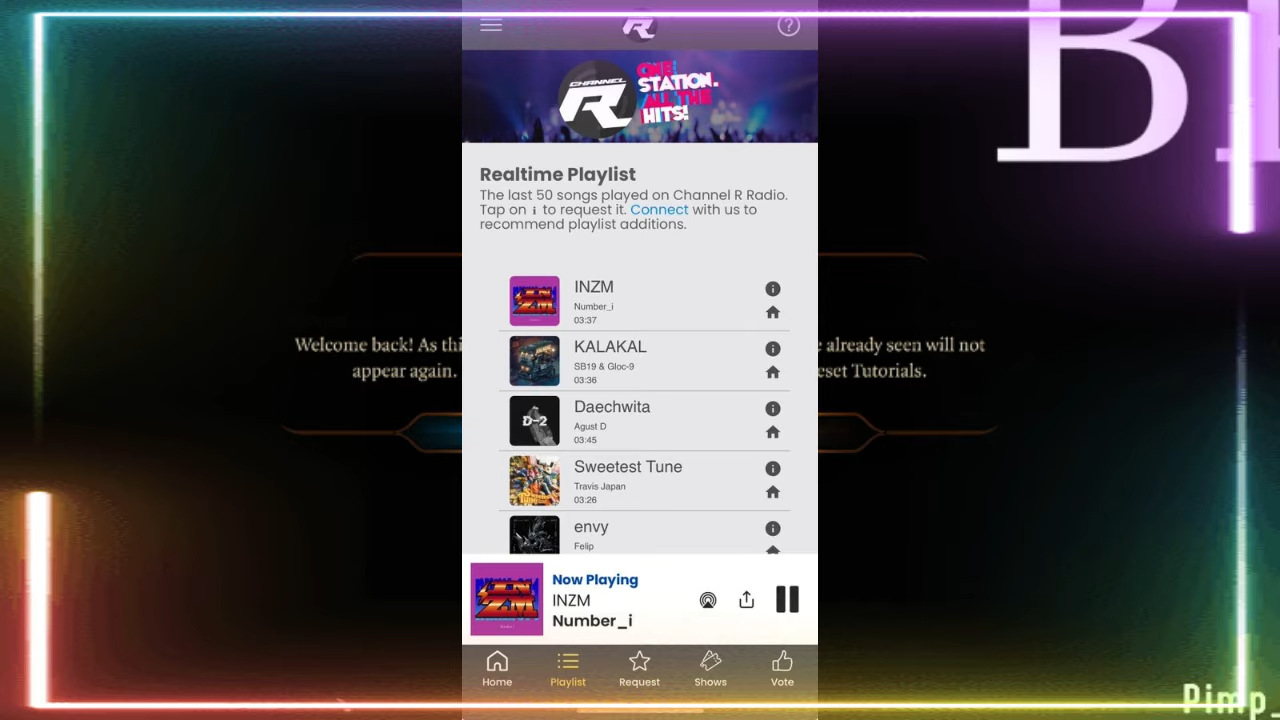 B
CHANNEL R
ONE
STATION.
ALL THE
HITS!
Realtime Playlist
The last 50 songs played on Channel R Radio.
Tap on i to request it. Connect with us to
recommend playlist additions.
INZM
Number_i
03:37
KALAKAL
SB19 & Gloc-9
03:36
Welcome back! As thi
e already seen will not
appear again.
eset Tutorials.
D-2
Daechwita
Agust D
03:45
Sweetest Tune
Travis Japan
03:26
envy
Felip
Now Playing
INZM
Number_i
Home
Playlist
Request
Shows
Vote
Pimp_